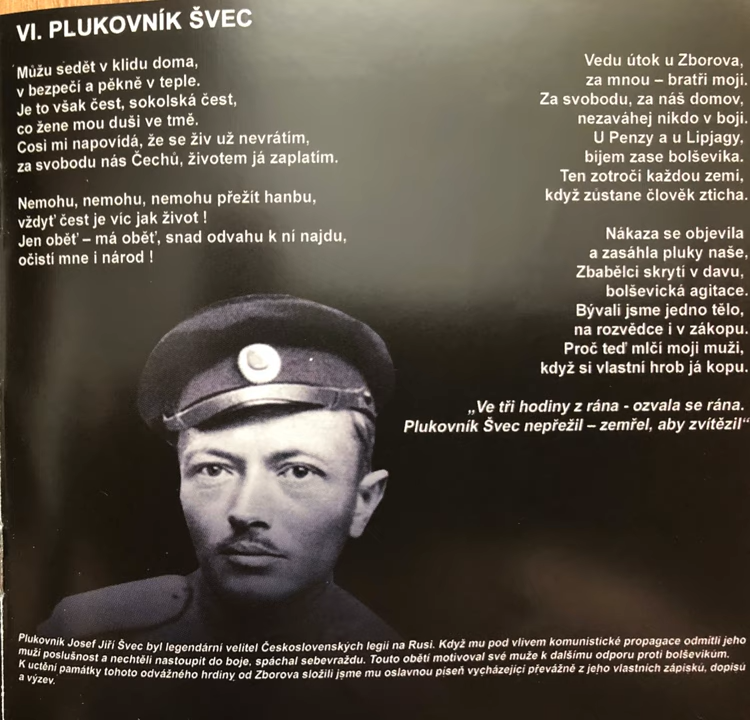 VI. PLUKOVNÍK ŠVEC
Můžu sedět v klidu doma,
v bezpečí a pěkně v teple.
Je to však čest, sokolská čest,
co žene mou duši ve tmě.
Cosi mi napovídá, že se živ už nevrátím,
za svobodu nás Čechů, životem já zaplatím.
Nemohu, nemohu, nemohu přežít hanbu,
vždyť čest je víc jak život !
Jen oběť – má oběť, snad odvahu k ní najdu,
očistí mne i národ !
Vedu útok u Zborova,
za mnou – bratři moji.
Za svobodu, za náš domov,
nezaváhej nikdo v boji.
U Penzy a u Lipjagy,
bijem zase bolševika.
Ten zotročí každou zemi,
když zůstane člověk zticha.
Nákaza se objevila
a zasáhla pluky naše,
Zbabělci skrytí v davu,
bolševická agitace.
Bývali jsme jedno tělo,
na rozvědce i v zákopu.
Proč teď mlčí moji muži,
když si vlastní hrob já kopu.
„Ve tři hodiny z rána - ozvala se rána.
Plukovník Švec nepřežil – zemřel, aby zvítězil“
Plukovník Josef Jiří Švec byl legendární velitel Československých legií na Rusi. Když mu pod vlivem komunistické propagace odmítli jeho
muži poslušnost a nechtěli nastoupit do boje, spáchal sebevraždu. Touto obětí motivoval své muže k dalšímu odporu proti bolševikům.
K uctění památky tohoto odvážného hrdiny od Zborova složili jsme mu oslavnou píseň vycházející převážně z jeho vlastních zápisků, dopisů
a výzev.